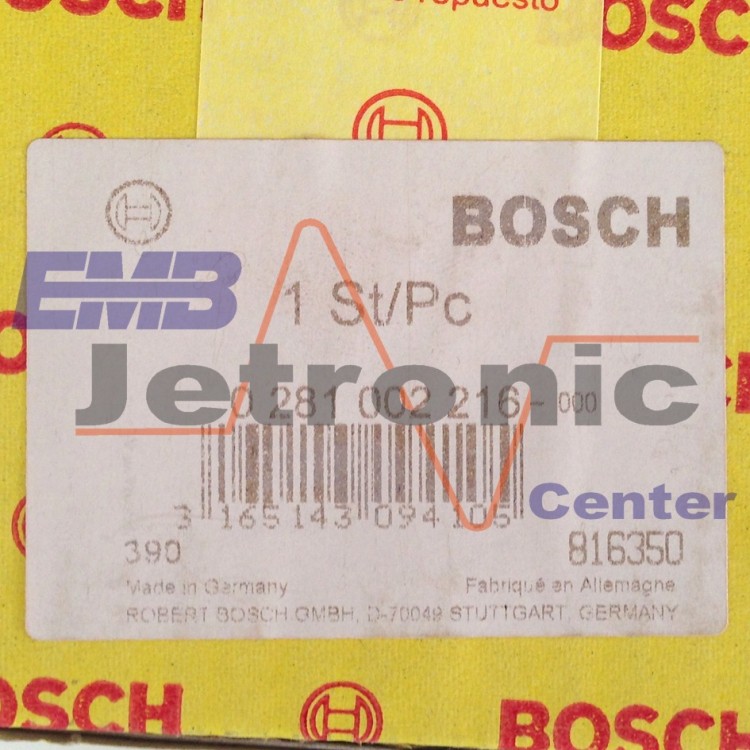 repuesto
BOSCH
BOSCH
EMB
1 St/Pc
Jetronic
0 281 002 216 - 000
Center
3 165143 094105
390 816350
Made in Germany Fabriqué en Allemagne
ROBERT BOSCH GMBH, D-70049 STUTTGART, GERMANY
BOSCH
BOSCH